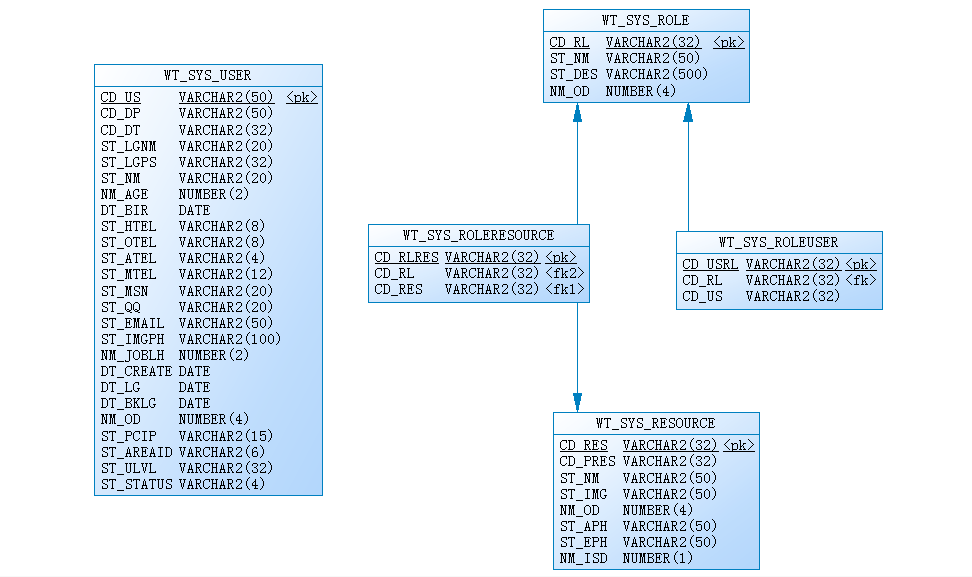 WT_SYS_ROLE
CD_RL VARCHAR2(32) <pk>
ST_NM VARCHAR2(50)
ST_DES VARCHAR2(500)
NM_OD NUMBER(4)
WT_SYS_USER
CD_US VARCHAR2(50) <pk>
CD_DP VARCHAR2(50)
CD_DT VARCHAR2(32)
ST_LGNM VARCHAR2(20)
ST_LGPS VARCHAR2(32)
ST_NM VARCHAR2(20)
NM_AGE NUMBER(2)
DT_BIR DATE
ST_HTEL VARCHAR2(8)
ST_OTEL VARCHAR2(8)
ST_ATEL VARCHAR2(4)
ST_MTEL VARCHAR2(12)
ST_MSN VARCHAR2(20)
ST_QQ VARCHAR2(20)
ST_EMAIL VARCHAR2(50)
ST_IMGPH VARCHAR2(100)
NM_JOBLH NUMBER(2)
DT_CREATE DATE
DT_LG DATE
DT_BKLG DATE
NM_OD NUMBER(4)
ST_PCIP VARCHAR2(15)
ST_AREAID VARCHAR2(6)
ST_ULVL VARCHAR2(32)
ST_STATUS VARCHAR2(4)
WT_SYS_ROLERESOURCE
CD_RLRES VARCHAR2(32) <pk>
CD_RL VARCHAR2(32) <fk2>
CD_RES VARCHAR2(32) <fk1>
WT_SYS_ROLEUSER
CD_USRL VARCHAR2(32) <pk>
CD_RL VARCHAR2(32) <fk>
CD_US VARCHAR2(32)
WT_SYS_RESOURCE
CD_RES VARCHAR2(32) <pk>
CD_PRES VARCHAR2(32)
ST_NM VARCHAR2(50)
ST_IMG VARCHAR2(50)
NM_OD NUMBER(4)
ST_APH VARCHAR2(50)
ST_EPH VARCHAR2(50)
NM_ISD NUMBER(1)